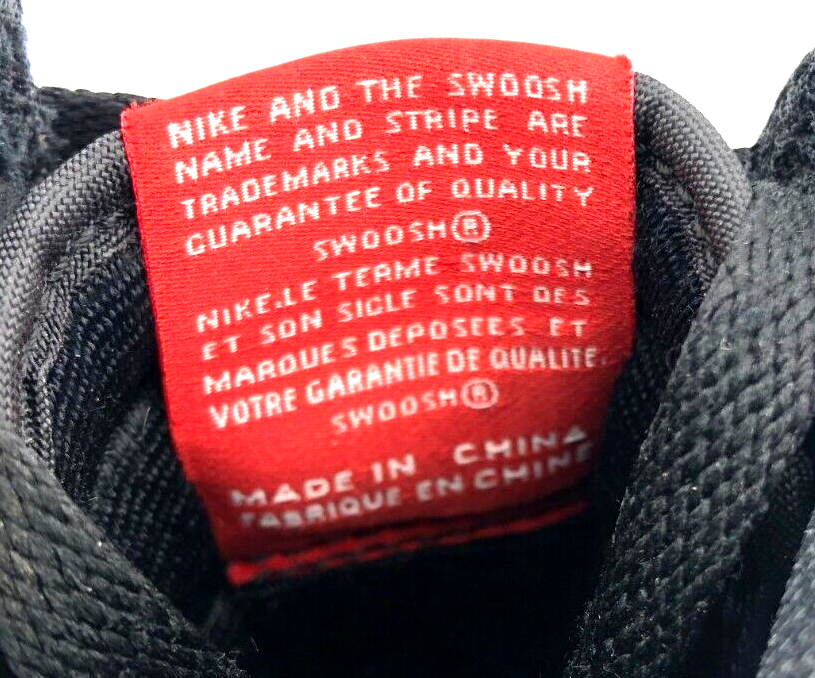 NIKE AND THE SWOOSH
NAME AND STRIPE ARE
TRADEMARKS AND YOUR
GUARANTEE OF QUALITY
SWOOSH®
NIKE.LE TERME SWOOSH
ET SON SIGLE SONT DES
MARQUES DEPOSEES ET
VOTRE GARANTIE DE QUALITE.
SWOOSH®
MADE IN CHINA
FABRIQUE EN CHINE